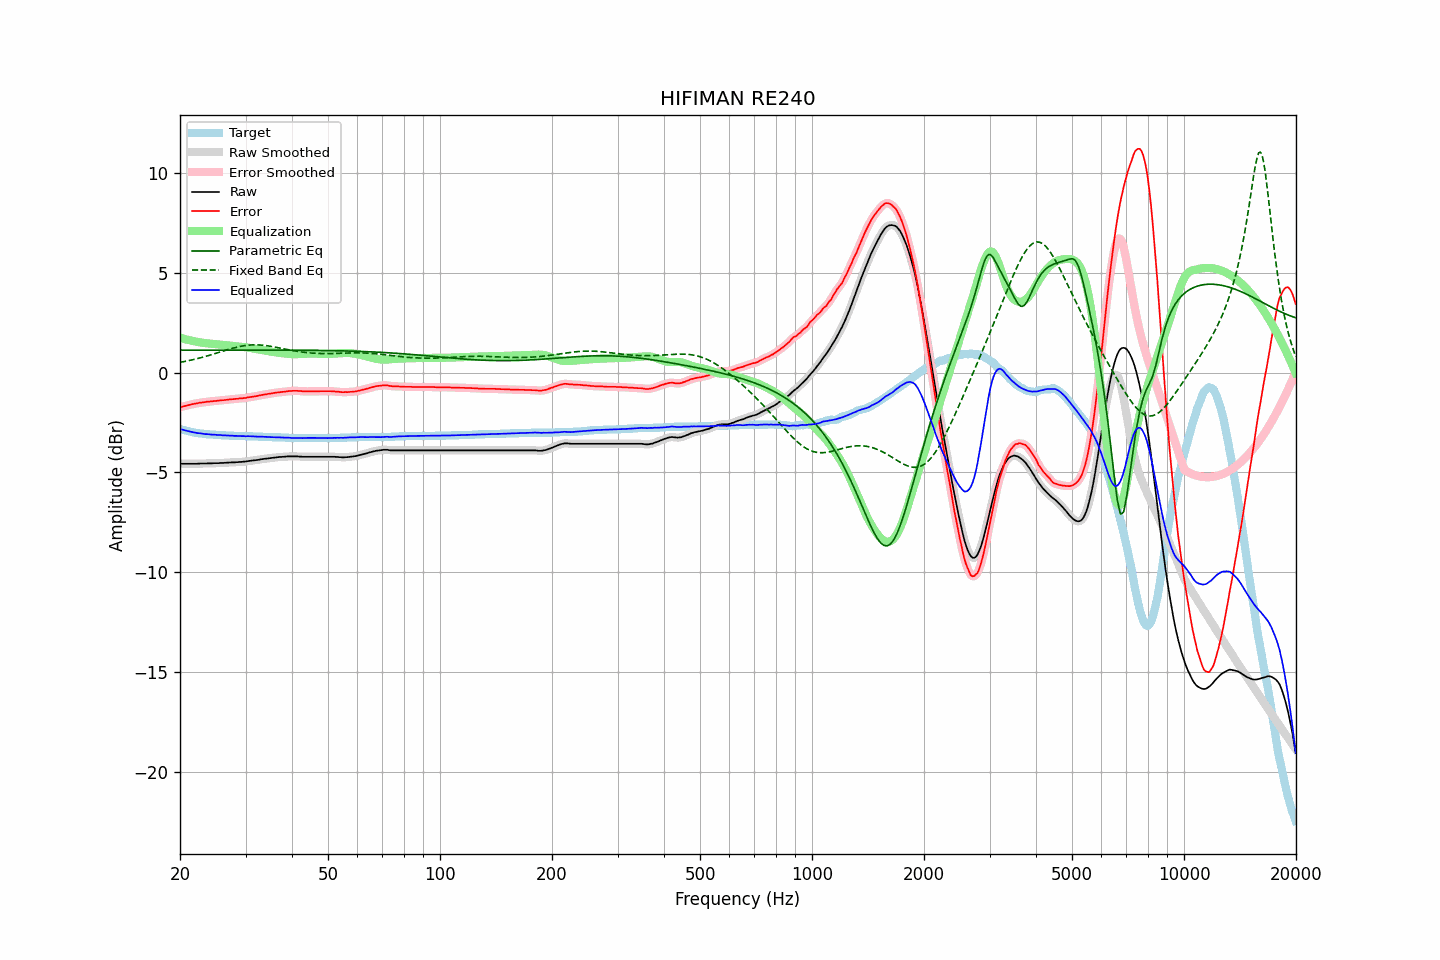 HIFIMAN RE240
Target
Raw Smoothed
Error Smoothed
Raw
Error
Equalization
Parametric Eq
Fixed Band Eq
Equalized
Amplitude (dBr)
10
5
0
−5
−10
−15
−20
20 50 100 200 500 1000 2000 5000 10000 20000
Frequency (Hz)